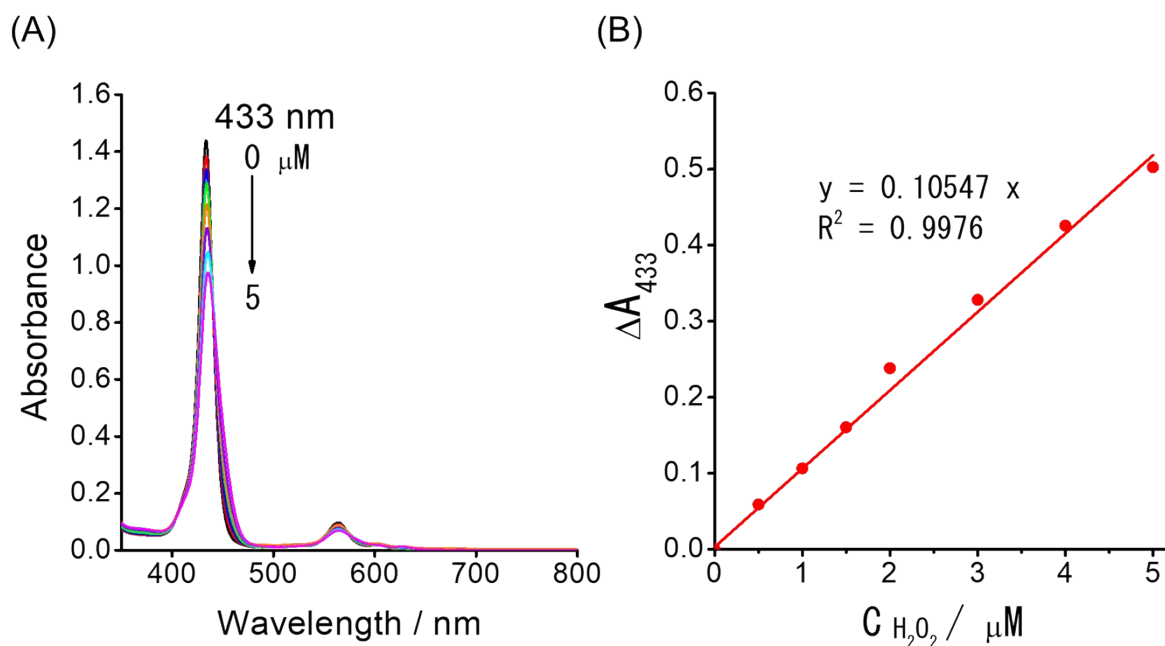 (A)
1.6
1.4
1.2
1.0
0.8
0.6
0.4
0.2
0.0
Absorbance
433 nm
0 μM
5
400 500 600 700 800
Wavelength / nm
(B)
0.6
0.5
0.4
0.3
0.2
0.1
0.0
ΔA433
y = 0.10547 x
R² = 0.9976
0 1 2 3 4 5
C H₂O₂ / μM